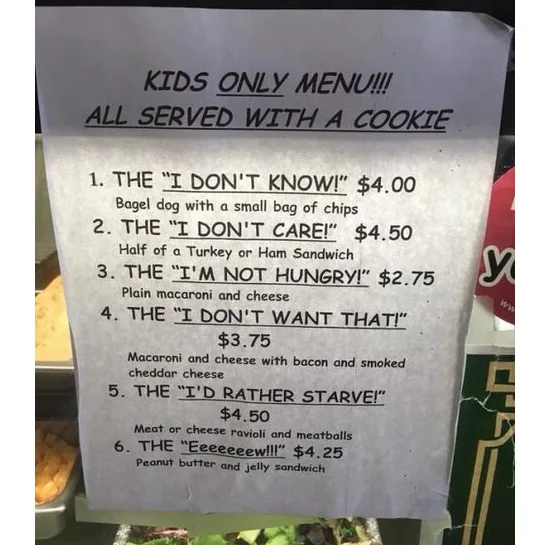 KIDS ONLY MENU!!!
ALL SERVED WITH A COOKIE
1. THE "I DON'T KNOW!" $4.00
Bagel dog with a small bag of chips
2. THE "I DON'T CARE!" $4.50
Half of a Turkey or Ham Sandwich
3. THE "I'M NOT HUNGRY!" $2.75
Plain macaroni and cheese
4. THE "I DON'T WANT THAT!"
$3.75
Macaroni and cheese with bacon and smoked
cheddar cheese
5. THE "I'D RATHER STARVE!"
$4.50
Meat or cheese ravioli and meatballs
6. THE "Eeeeeeew!!!" $4.25
Peanut butter and jelly sandwich